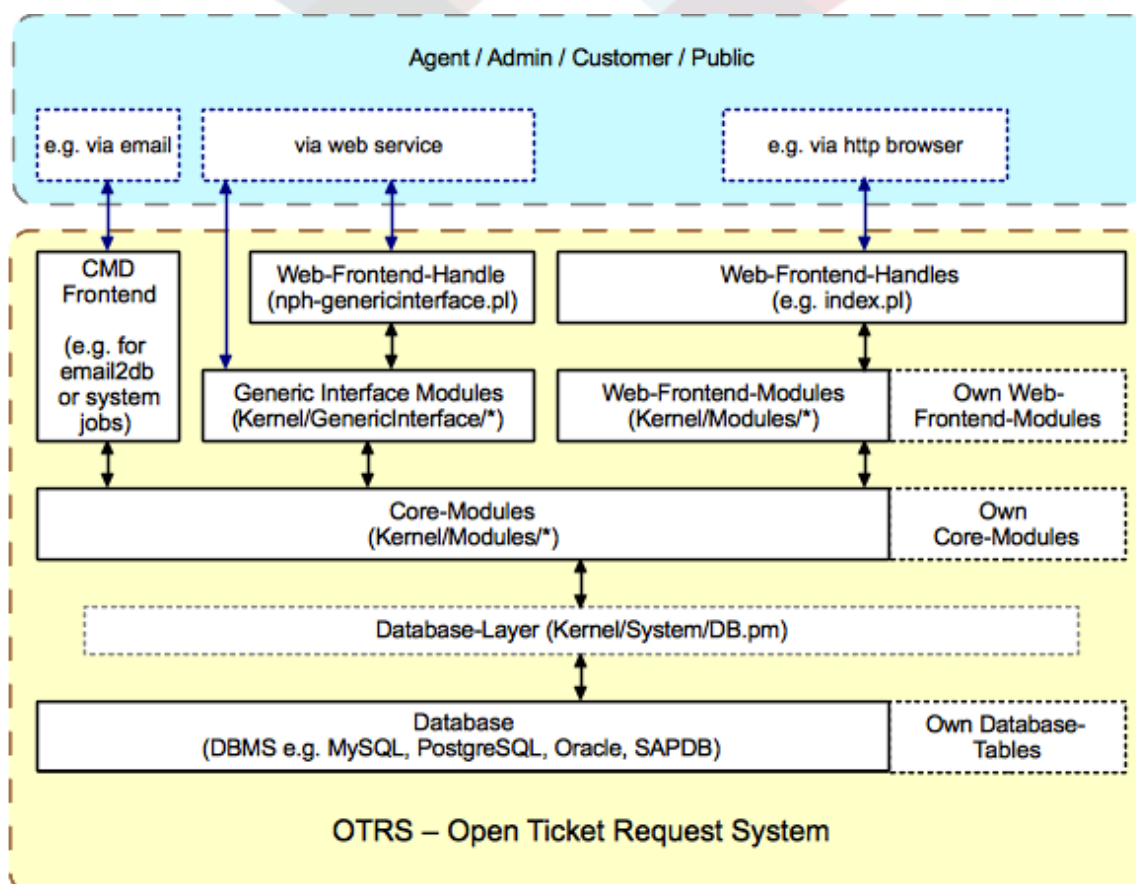 Agent / Admin / Customer / Public
e.g. via email
via web service
e.g. via http browser
CMD
Frontend
(e.g. for
email2db
or system
jobs)
Web-Frontend-Handle
(nph-genericinterface.pl)
Web-Frontend-Handles
(e.g. index.pl)
Generic Interface Modules
(Kernel/GenericInterface/*)
Web-Frontend-Modules
(Kernel/Modules/*)
Own Web-
Frontend-Modules
Core-Modules
(Kernel/Modules/*)
Own
Core-Modules
Database-Layer (Kernel/System/DB.pm)
Database
(DBMS e.g. MySQL, PostgreSQL, Oracle, SAPDB)
Own Database-
Tables
OTRS – Open Ticket Request System